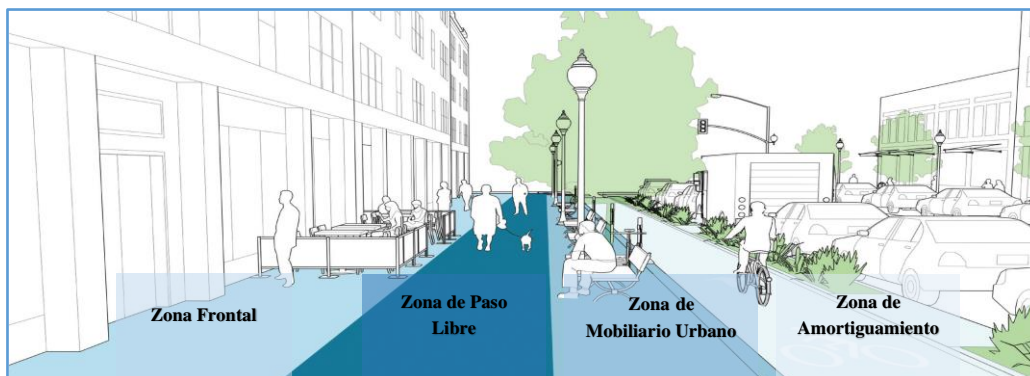 Zona Frontal
Zona de Paso
Libre
Zona de
Mobiliario Urbano
Zona de
Amortiguamiento